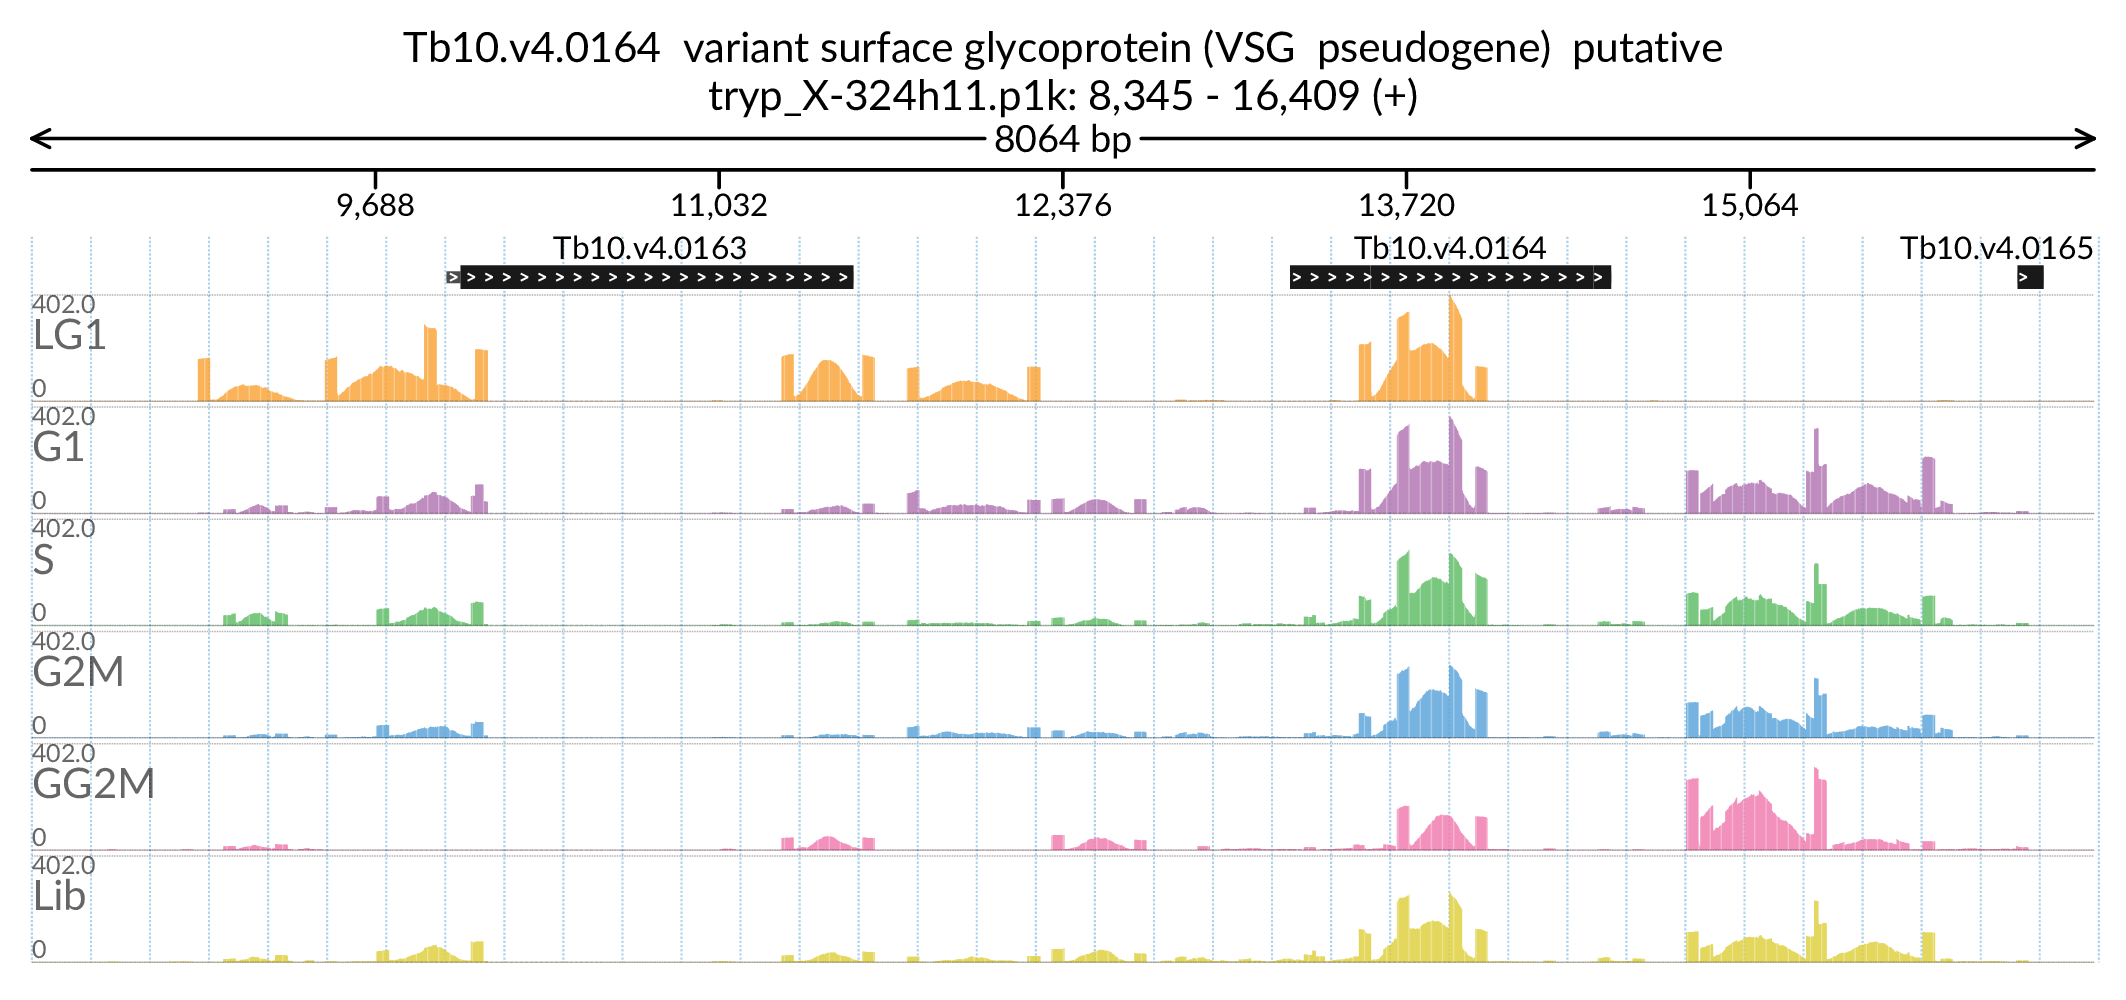 Tb10.v4.0164 variant surface glycoprotein (VSG pseudogene) putative
tryp_X-324h11.p1k: 8,345 - 16,409 (+)
8064 bp
9,688 11,032 12,376 13,720 15,064
Tb10.v4.0163 Tb10.v4.0164 Tb10.v4.0165
402.0
LG1
0
402.0
G1
0
402.0
S
0
402.0
G2M
0
402.0
GG2M
0
402.0
Lib
0